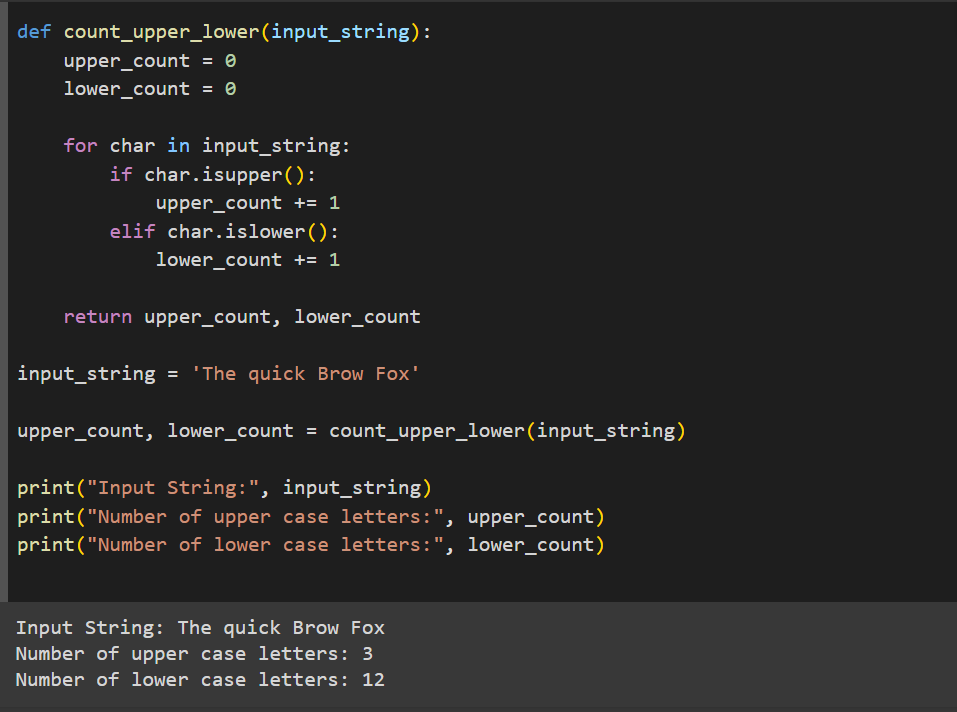 def count_upper_lower(input_string):
    upper_count = 0
    lower_count = 0
    for char in input_string:
        if char.isupper():
            upper_count += 1
        elif char.islower():
            lower_count += 1
    return upper_count, lower_count
input_string = 'The quick Brow Fox'
upper_count, lower_count = count_upper_lower(input_string)
print("Input String:", input_string)
print("Number of upper case letters:", upper_count)
print("Number of lower case letters:", lower_count)
Input String: The quick Brow Fox
Number of upper case letters: 3
Number of lower case letters: 12